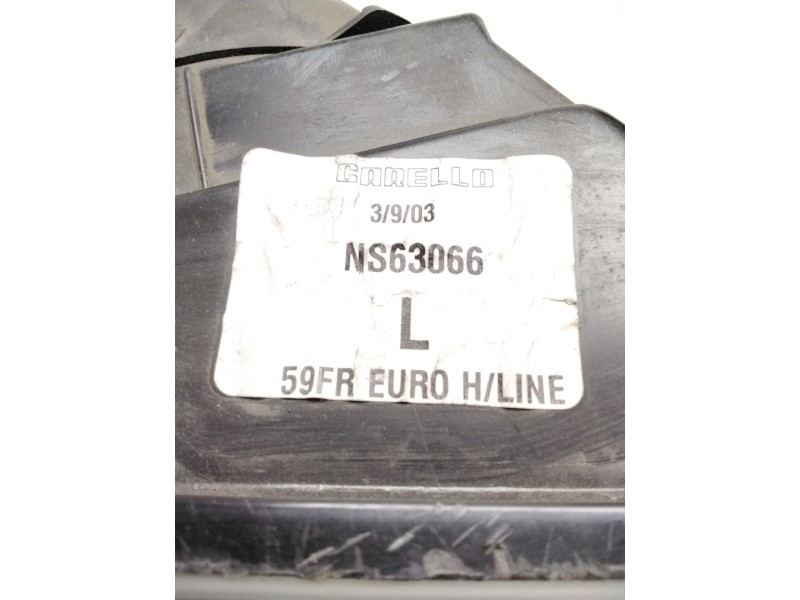 CARELLO
3/9/03
NS63066
L
59FR EURO H/LINE